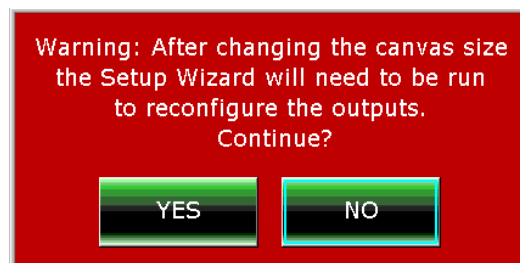 Warning: After changing the canvas size
the Setup Wizard will need to be run
to reconfigure the outputs.
Continue?
YES NO